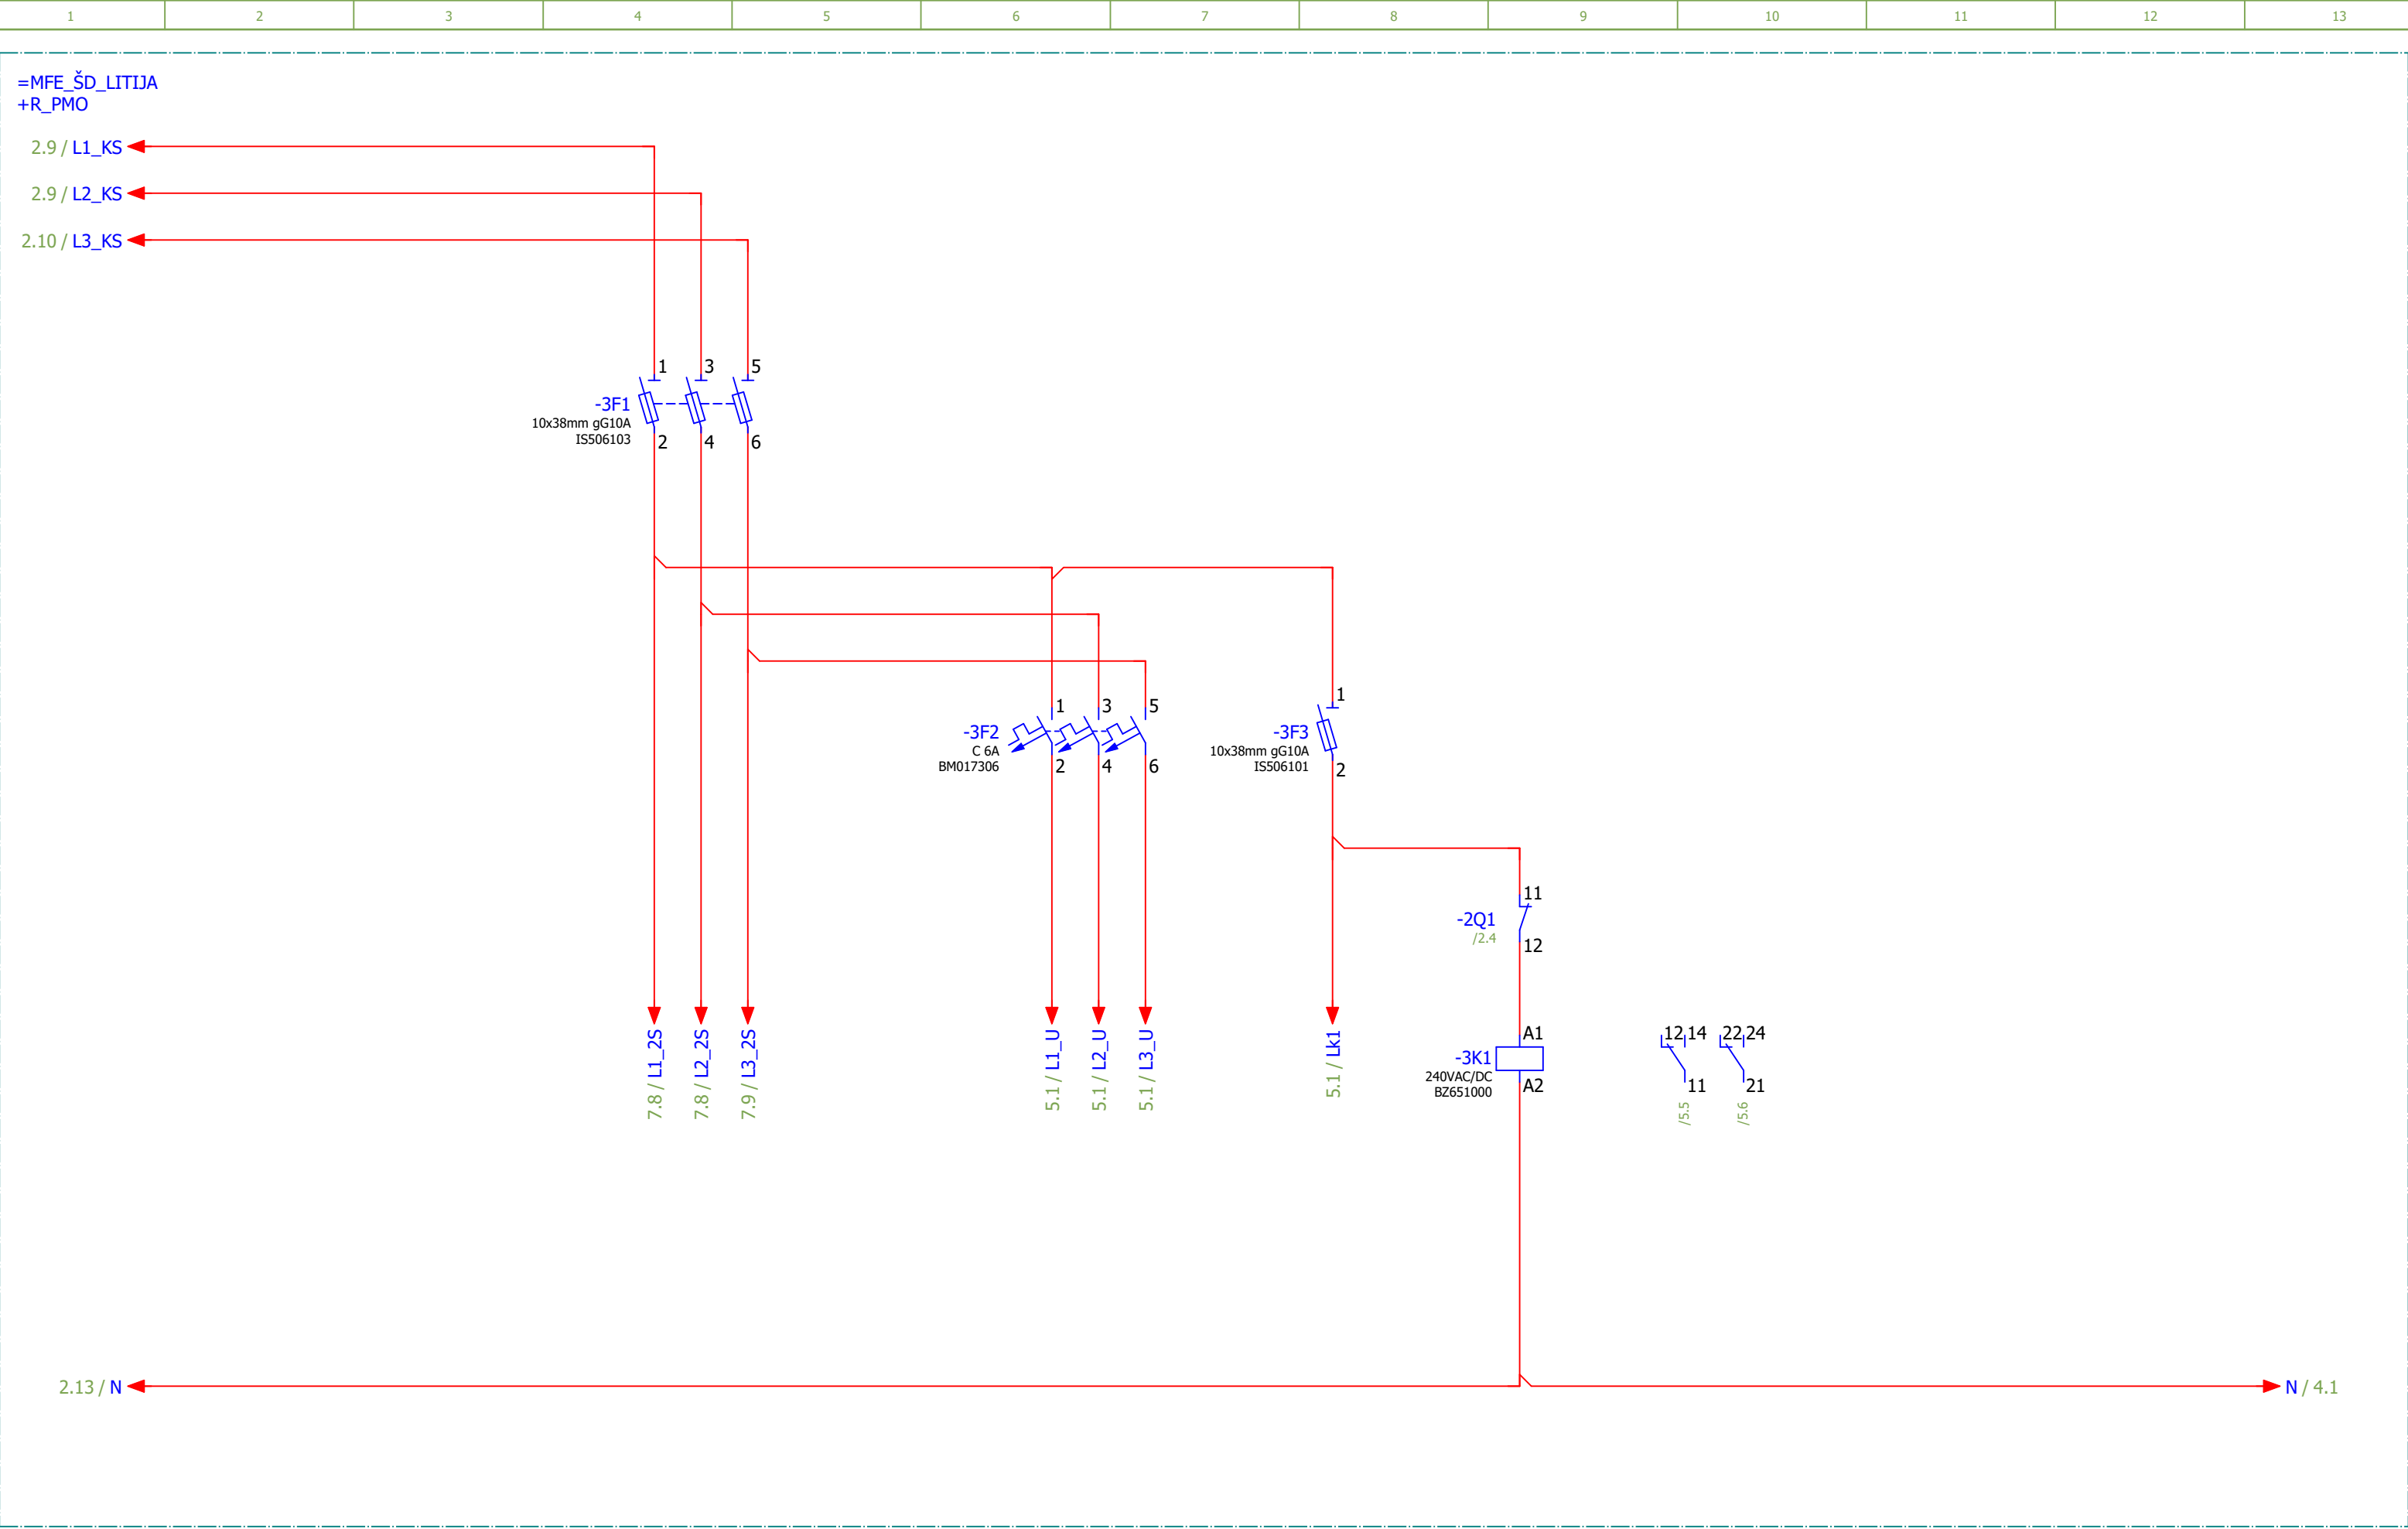 1 2 3 4 5 6 7 8 9 10 11 12 13
=MFE_ŠD_LITIJA
+R_PMO
2.9 / L1_KS
2.9 / L2_KS
2.10 / L3_KS
1 3 5
-3F1
10x38mm gG10A
IS506103
2 4 6
1 3 5
-3F2
C 6A
BM017306
2 4 6
1
-3F3
10x38mm gG10A
IS506101
2
11
-2Q1
/2.4
12
A1
-3K1
240VAC/DC
BZ651000
A2
12 14 22 24
11 21
/5.5 /5.6
7.8 / L1_2S
7.8 / L2_2S
7.9 / L3_2S
5.1 / L1_U
5.1 / L2_U
5.1 / L3_U
5.1 / Lk1
2.13 / N
N / 4.1